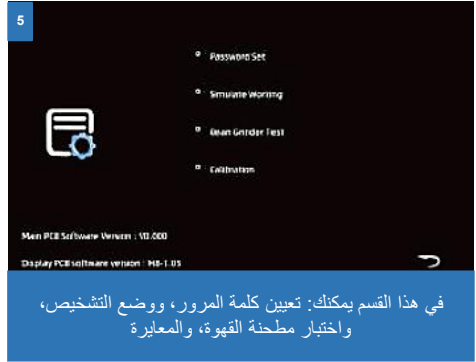 5
Password Set
Simulate Working
Bean Grinder Test
Calibration
Main PCB Software Version : V0.000
Display PCB software version : H8-1.05
في هذا القسم يمكنك: تعيين كلمة المرور، ووضع التشخيص،
واختبار مطحنة القهوة، والمعايرة